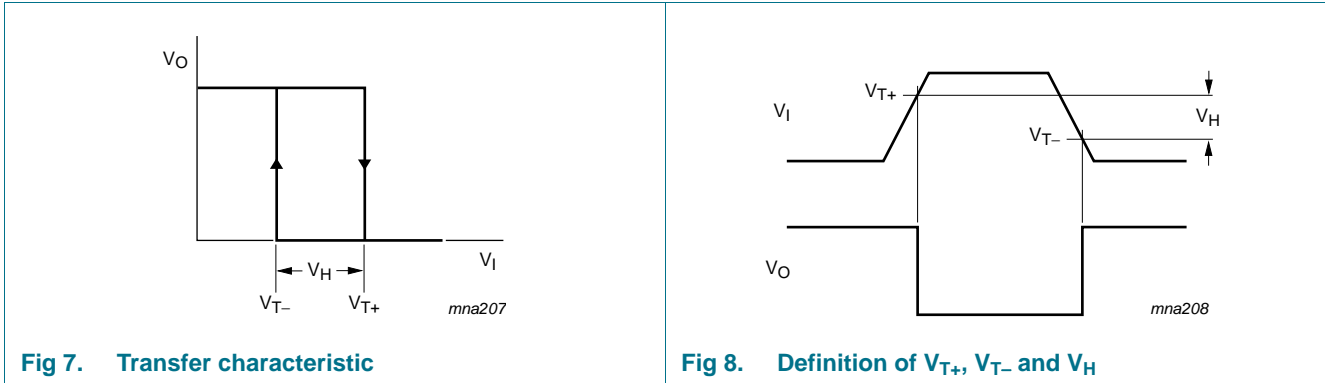 VO
VI
VH
VT–
VT+
mna207
Fig 7. Transfer characteristic
VT+
VI
VH
VT–
VO
mna208
Fig 8. Definition of VT+, VT– and VH